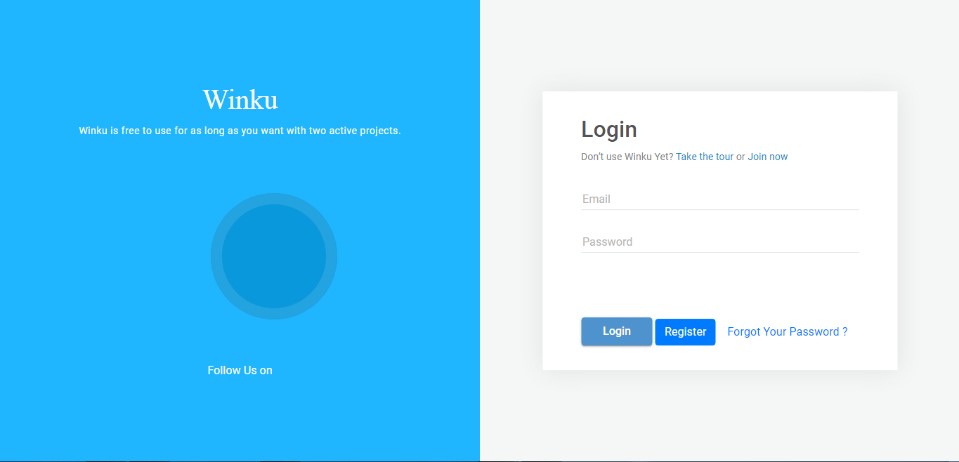 Winku
Winku is free to use for as long as you want with two active projects.
Follow Us on
Login
Don't use Winku Yet? Take the tour or Join now
Email
Password
Login Register Forgot Your Password ?